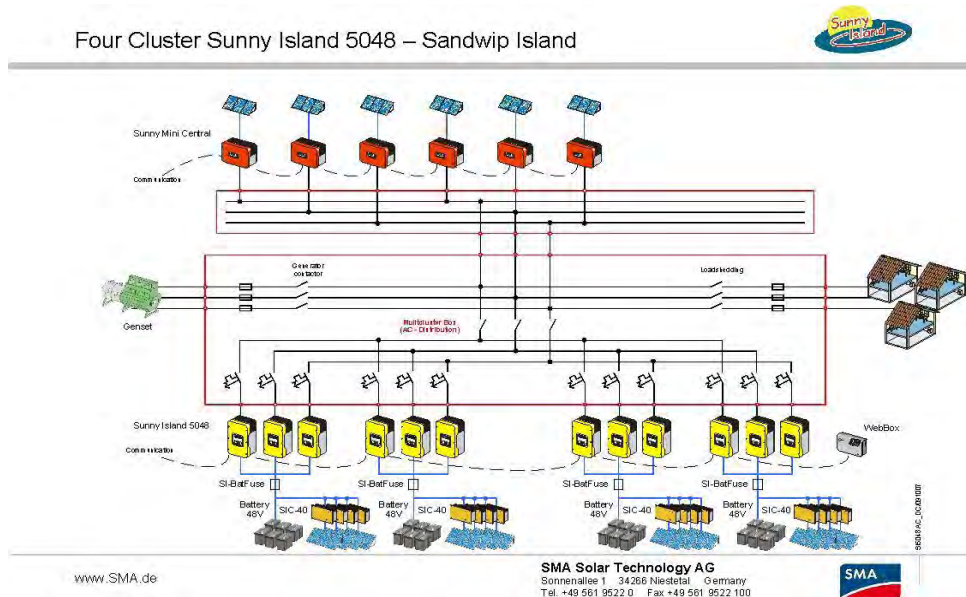 Four Cluster Sunny Island 5048 – Sandwip Island
Sunny
Island
Sunny Mini Central
Communication
Generator
contactor
Loadshedding
Genset
Multicluster Box
(AC - Distribution)
Sunny Island 5048
Communication
WebBox
SI-BatFuse
SI-BatFuse
SI-BatFuse
SI-BatFuse
Battery
48V
SIC-40
Battery
48V
SIC-40
Battery
48V
SIC-40
Battery
48V
SIC-40
www.SMA.de
SMA Solar Technology AG
Sonnenallee 1 34266 Niestetal Germany
Tel. +49 561 9522 0 Fax +49 561 9522 100
SMA